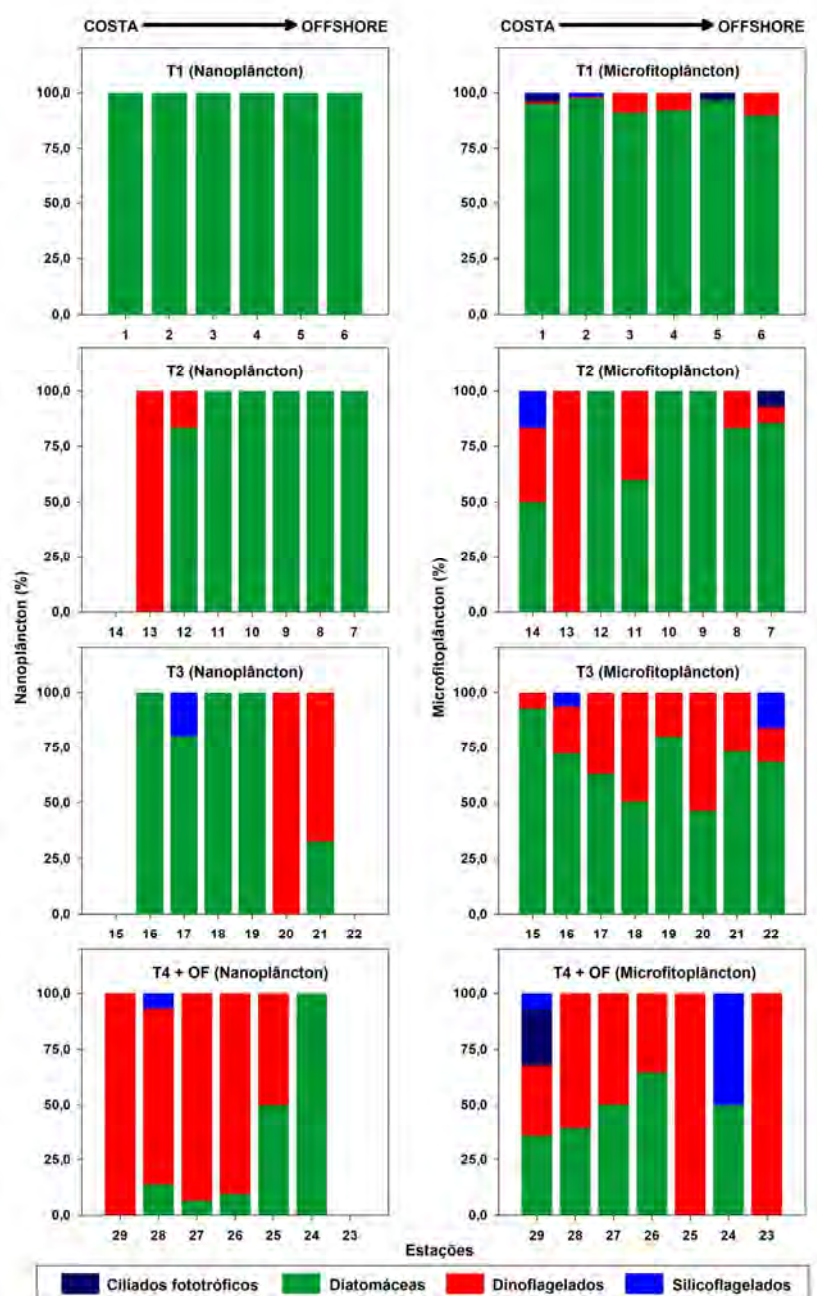 COSTA OFFSHORE COSTA OFFSHORE
T1 (Nanoplâncton) T1 (Microfitoplâncton)
100,0 100,0
75,0 75,0
50,0 50,0
25,0 25,0
0,0 0,0
1 2 3 4 5 6 1 2 3 4 5 6
T2 (Nanoplâncton) T2 (Microfitoplâncton)
100,0 100,0
75,0 75,0
50,0 50,0
25,0 25,0
0,0 0,0
14 13 12 11 10 9 8 7 14 13 12 11 10 9 8 7
Nanoplâncton (%) Microfitoplâncton (%)
T3 (Nanoplâncton) T3 (Microfitoplâncton)
100,0 100,0
75,0 75,0
50,0 50,0
25,0 25,0
0,0 0,0
15 16 17 18 19 20 21 22 15 16 17 18 19 20 21 22
T4 + OF (Nanoplâncton) T4 + OF (Microfitoplâncton)
100,0 100,0
75,0 75,0
50,0 50,0
25,0 25,0
0,0 0,0
29 28 27 26 25 24 23 29 28 27 26 25 24 23
Estações
Ciliados fototróficos Diatomáceas Dinoflagelados Silicoflagelados